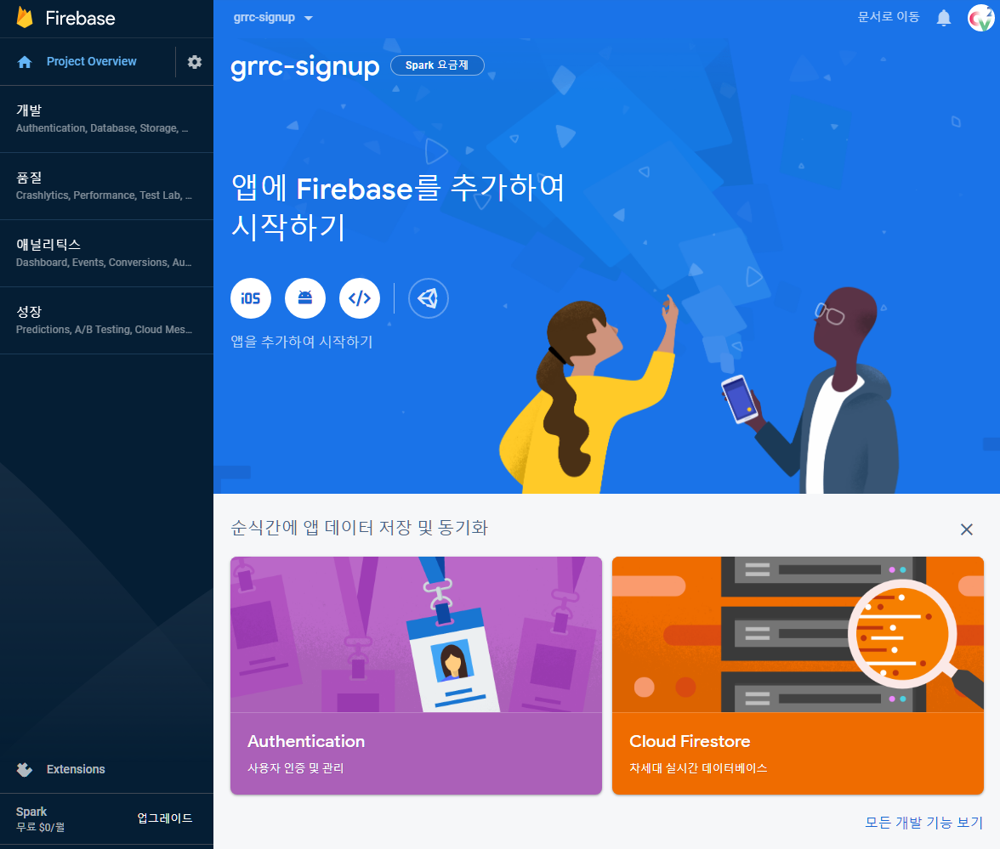 Firebase
grrc-signup
문서로 이동
Project Overview
grrc-signup
Spark 요금제
개발
Authentication, Database, Storage, ...
품질
Crashlytics, Performance, Test Lab, ...
애널리틱스
Dashboard, Events, Conversions, Au...
성장
Predictions, A/B Testing, Cloud Mes...
앱에 Firebase를 추가하여
시작하기
iOS
</>
앱을 추가하여 시작하기
순식간에 앱 데이터 저장 및 동기화
Authentication
사용자 인증 및 관리
Cloud Firestore
차세대 실시간 데이터베이스
모든 개발 기능 보기
Extensions
Spark
무료 $0/월
업그레이드